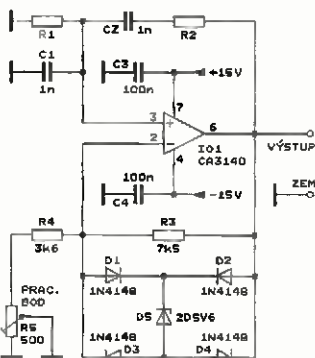 R1
CZ 1n
R2
C1
1n
C3
100n
+15V
7
3
+
2
-
6
IO1
CA3140
4
VÝSTUP
ZEM
100n
C4
-15V
R4
3k6
R3
7k5
PRAC.
BOD
R5
500
D1
1N4148
D2
1N4148
D5
2D5V6
1N4148
D3
1N4148
D4